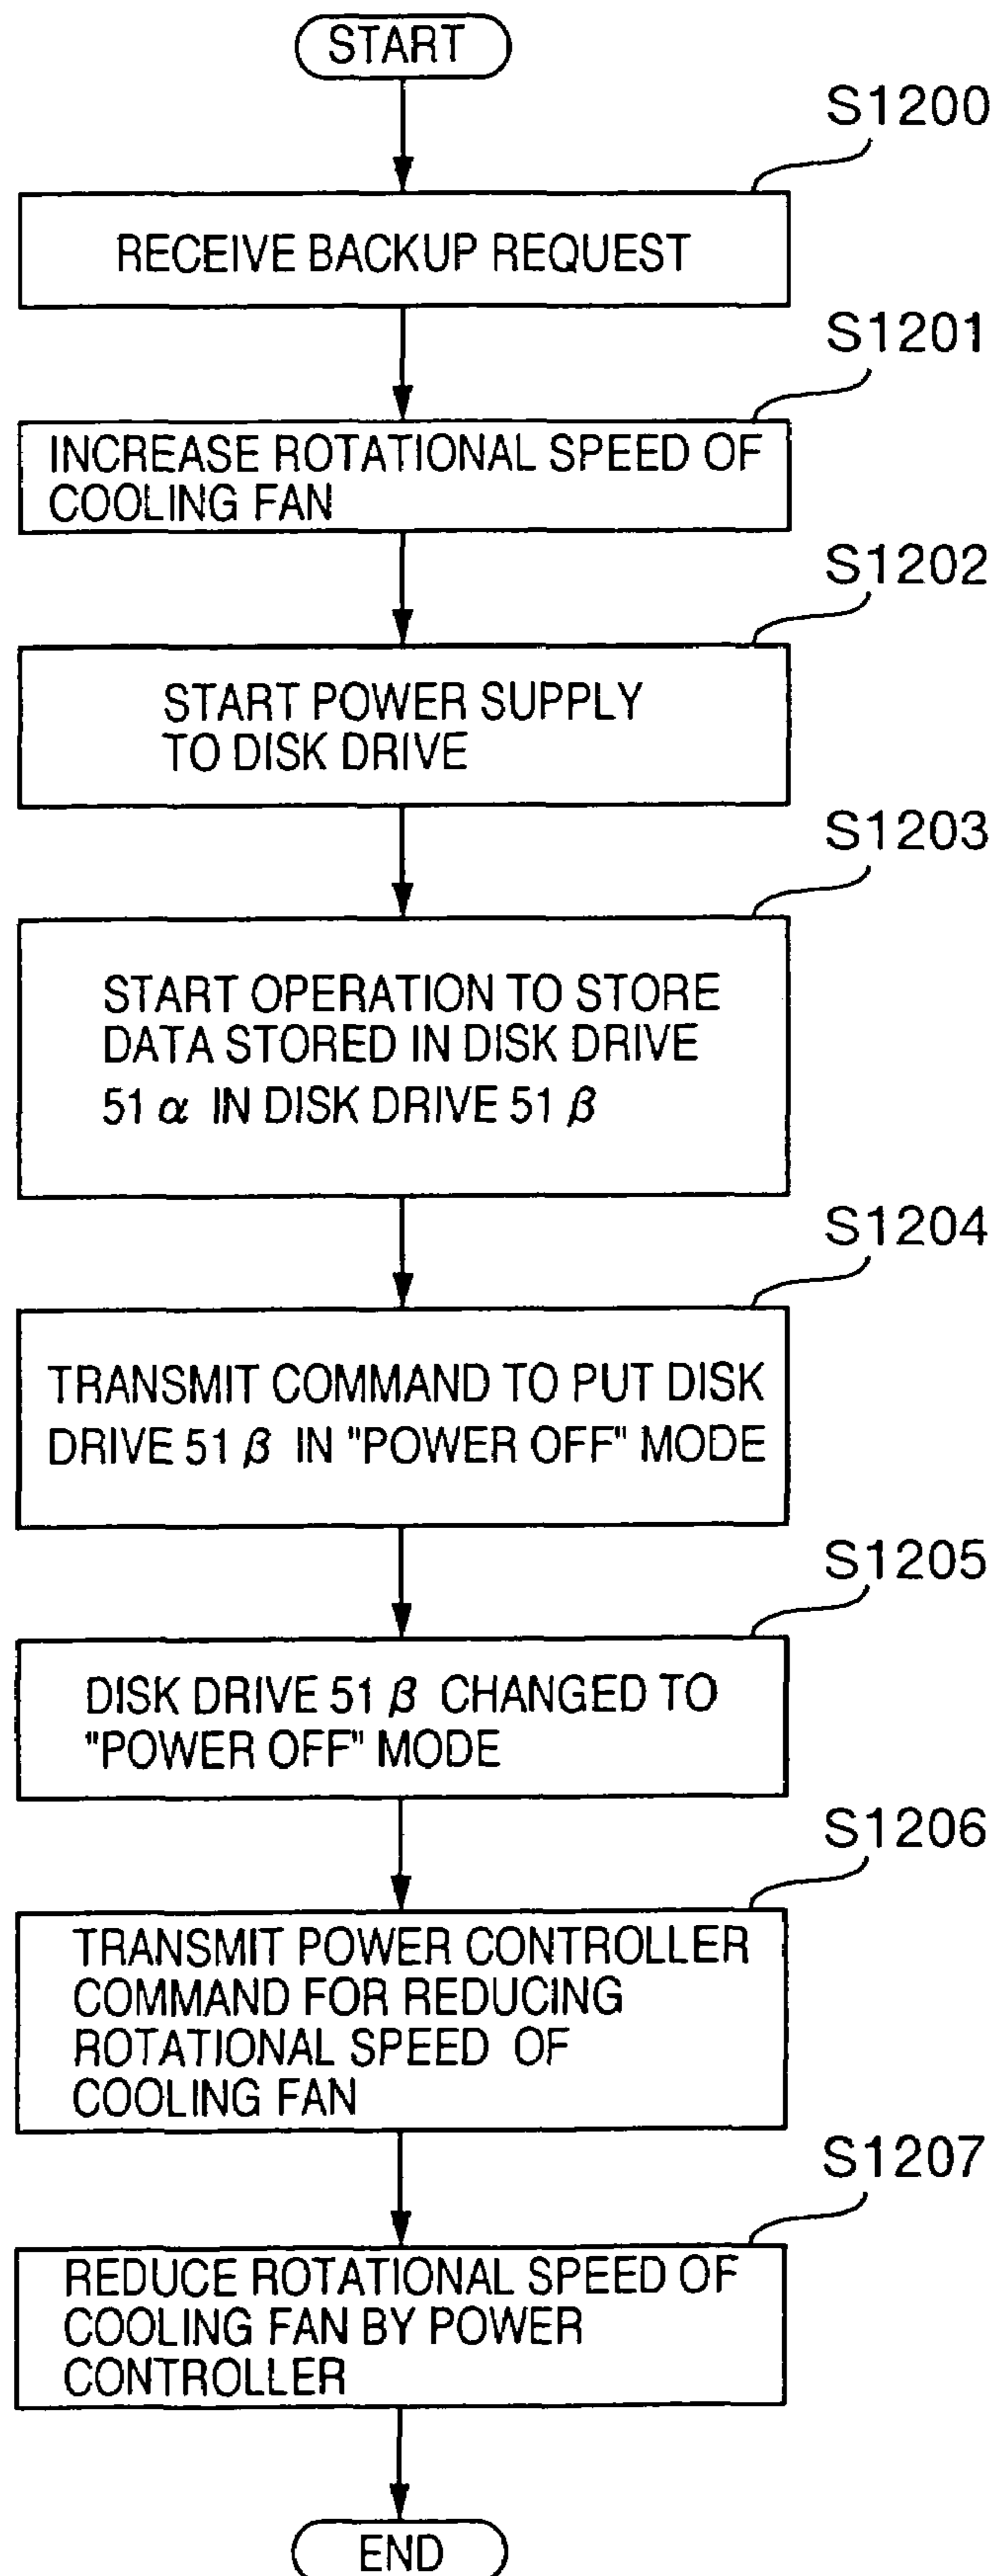 START
S1200
RECEIVE BACKUP REQUEST
S1201
INCREASE ROTATIONAL SPEED OF
COOLING FAN
S1202
START POWER SUPPLY
TO DISK DRIVE
S1203
START OPERATION TO STORE
DATA STORED IN DISK DRIVE
51 α IN DISK DRIVE 51 β
S1204
TRANSMIT COMMAND TO PUT DISK
DRIVE 51 β IN "POWER OFF" MODE
S1205
DISK DRIVE 51 β CHANGED TO
"POWER OFF" MODE
S1206
TRANSMIT POWER CONTROLLER
COMMAND FOR REDUCING
ROTATIONAL SPEED OF
COOLING FAN
S1207
REDUCE ROTATIONAL SPEED OF
COOLING FAN BY POWER
CONTROLLER
END